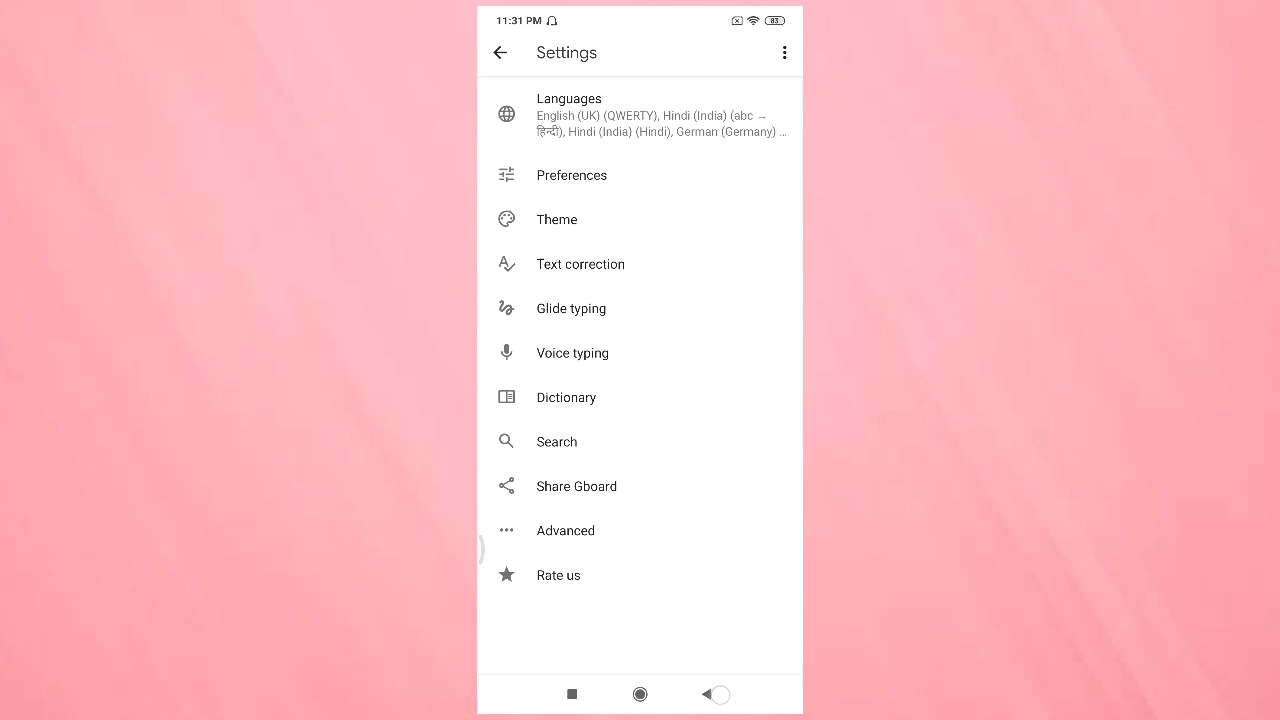 11:31 PM
83
Settings
Languages
English (UK) (QWERTY), Hindi (India) (abc →
हिन्दी), Hindi (India) (Hindi), German (Germany) ...
Preferences
Theme
Text correction
Glide typing
Voice typing
Dictionary
Search
Share Gboard
Advanced
Rate us